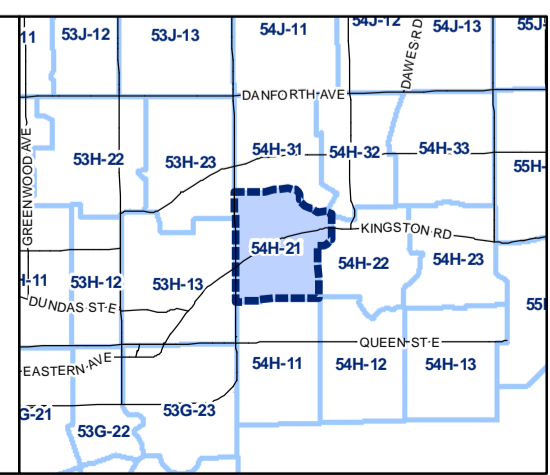 11
53J-12
53J-13
54J-11
54J-12
DAWES RD
54J-13
55J-
DANFORTH AVE
GREENWOOD AVE
53H-22
53H-23
54H-31
54H-32
54H-33
55H-
KINGSTON RD
54H-21
54H-22
54H-23
H-11
53H-12
53H-13
DUNDAS ST E
55
QUEEN ST E
EASTERN AVE
54H-11
54H-12
54H-13
G-21
53G-22
53G-23